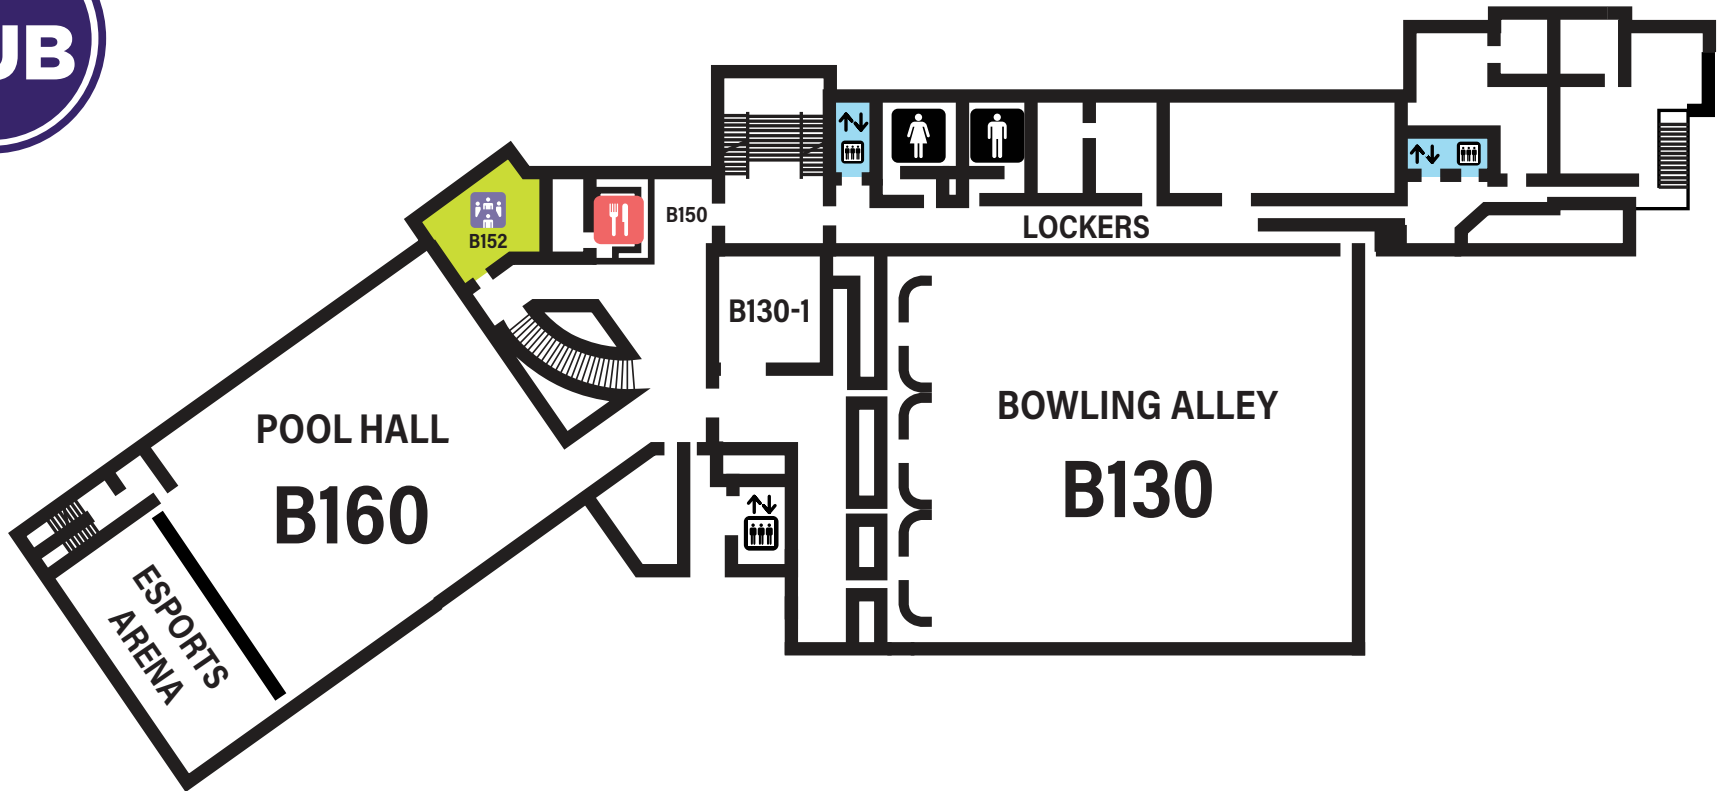 UB
B152
B150
LOCKERS
B130-1
POOL HALL
B160
BOWLING ALLEY
B130
ESPORTS
ARENA